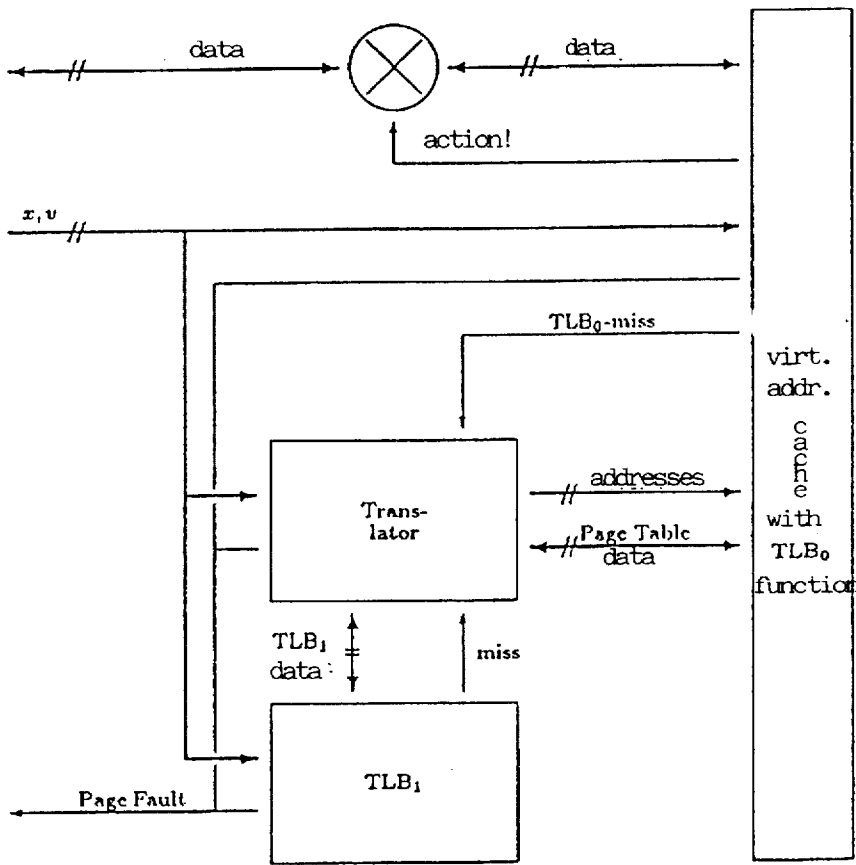 data
data
action!
x, v
TLB₀-miss
virt.
addr.
cache
with
TLB₀
function
Trans-
lator
addresses
Page Table
data
TLB₁
data
miss
TLB₁
Page Fault